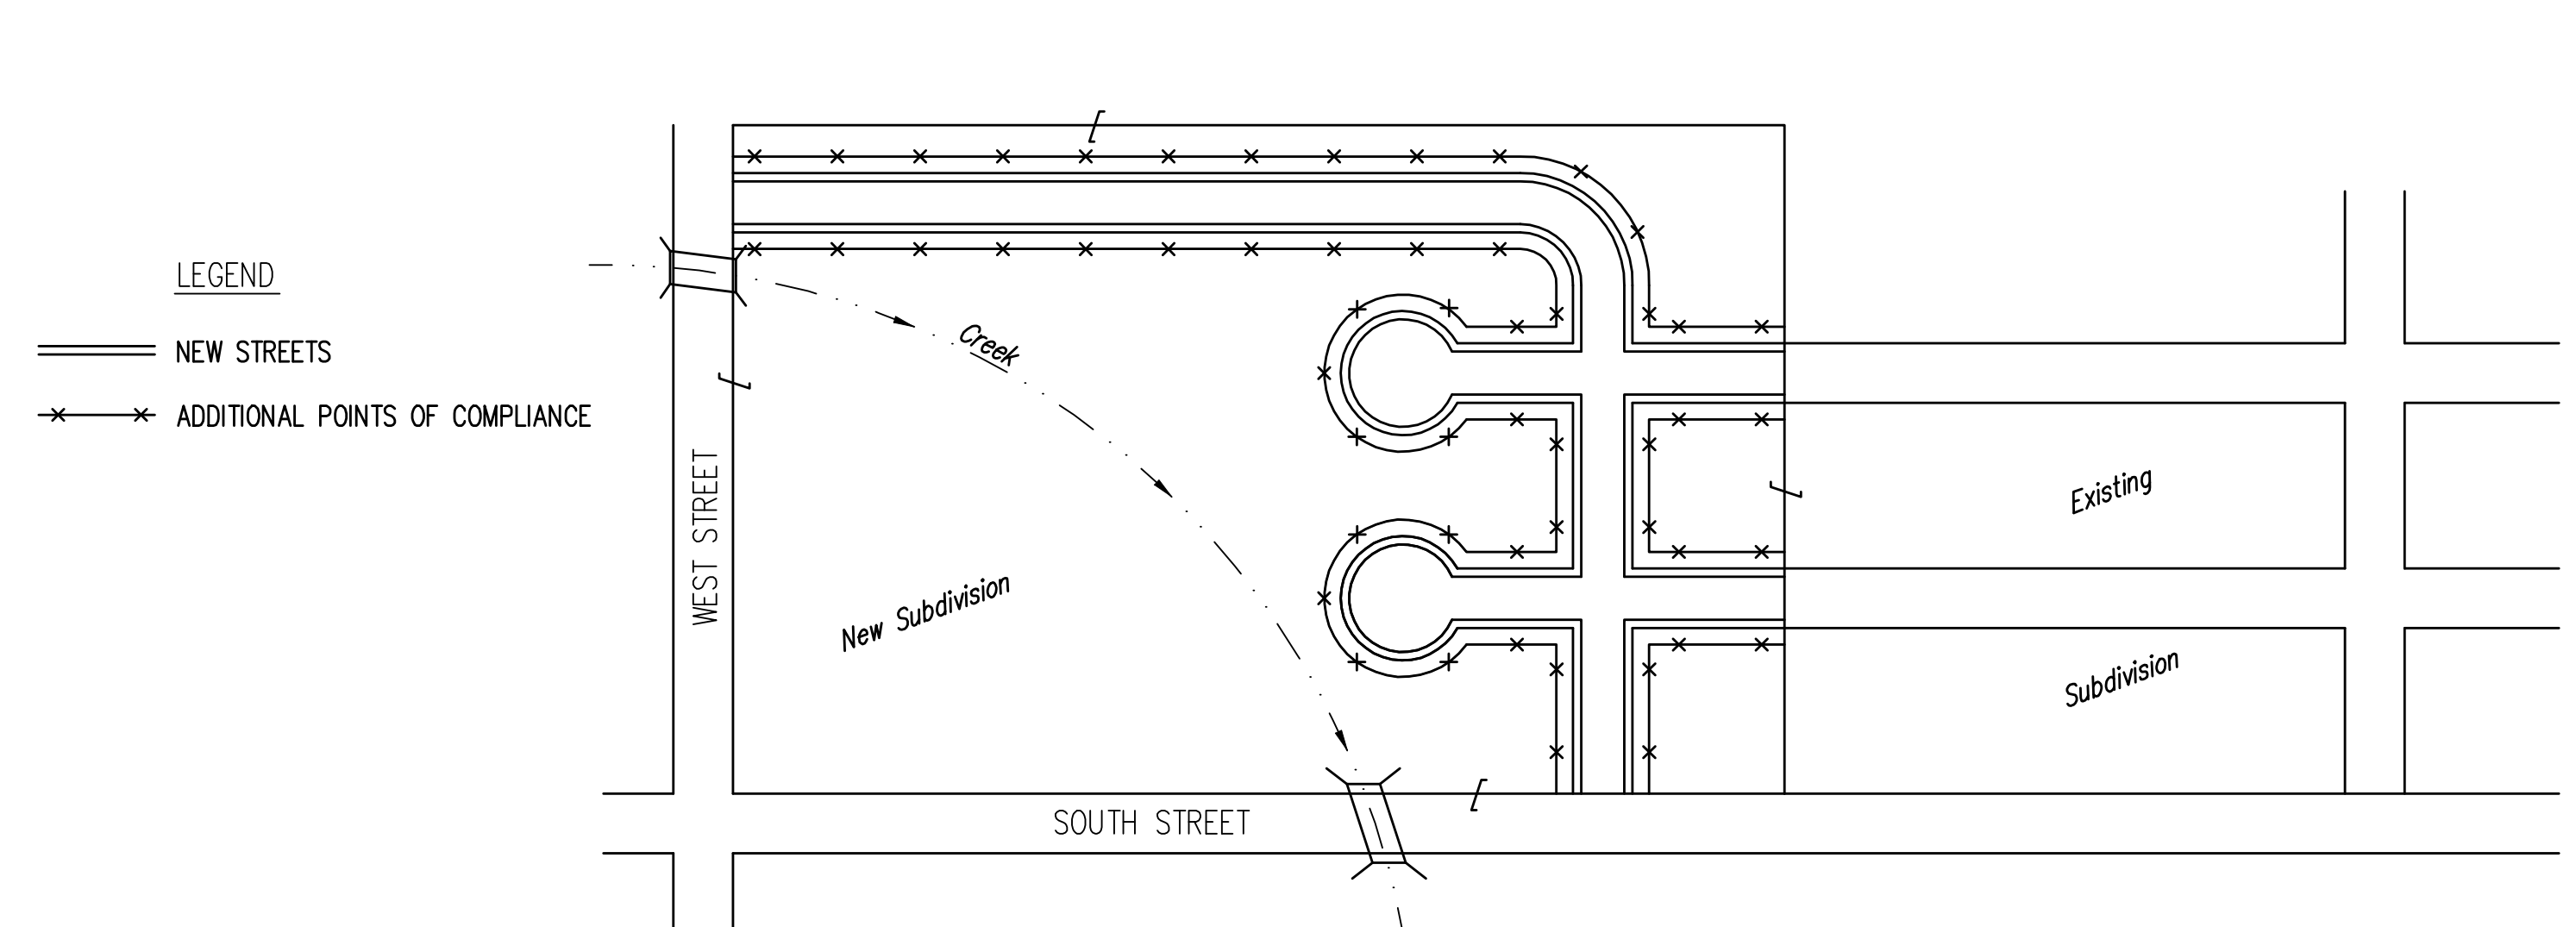 LEGEND
NEW STREETS
ADDITIONAL POINTS OF COMPLIANCE
WEST STREET
Creek
New Subdivision
SOUTH STREET
Existing
Subdivision